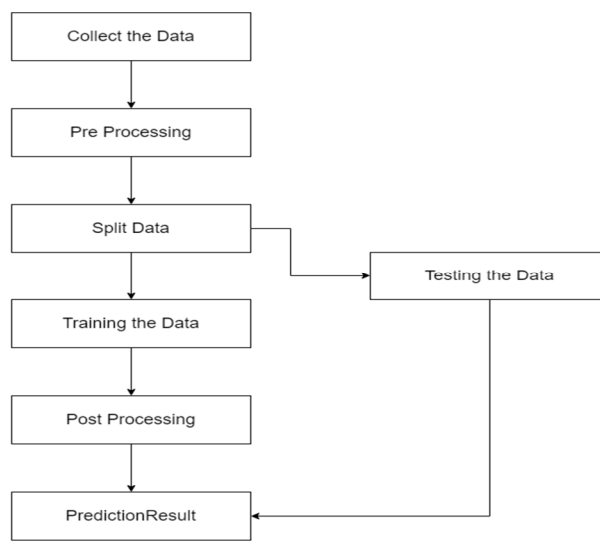 Collect the Data
Pre Processing
Split Data
Testing the Data
Training the Data
Post Processing
PredictionResult